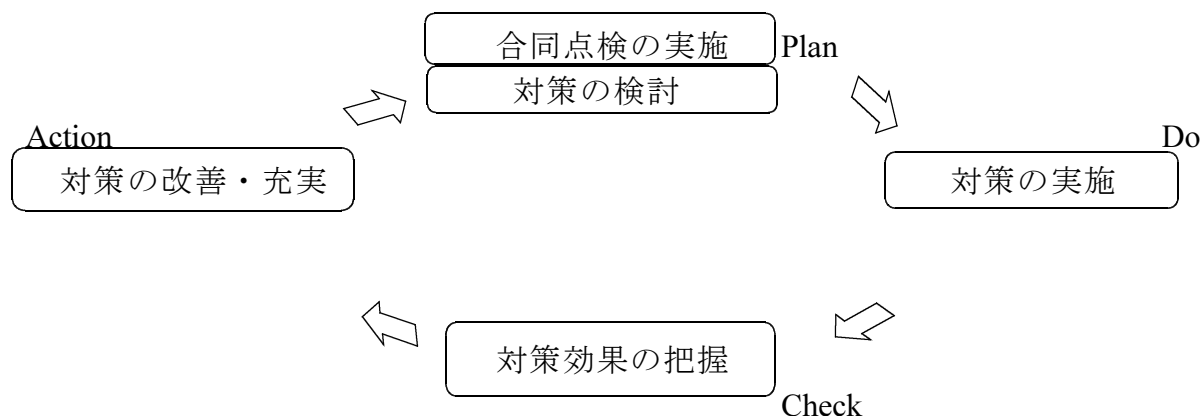 合同点検の実施
Plan
対策の検討
Action
対策の改善・充実
Do
対策の実施
対策効果の把握
Check